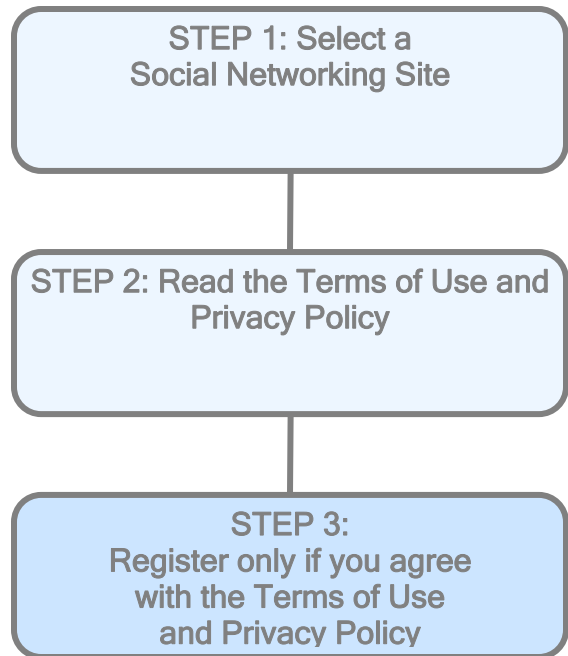 STEP 1: Select a
Social Networking Site
STEP 2: Read the Terms of Use and
Privacy Policy
STEP 3:
Register only if you agree
with the Terms of Use
and Privacy Policy